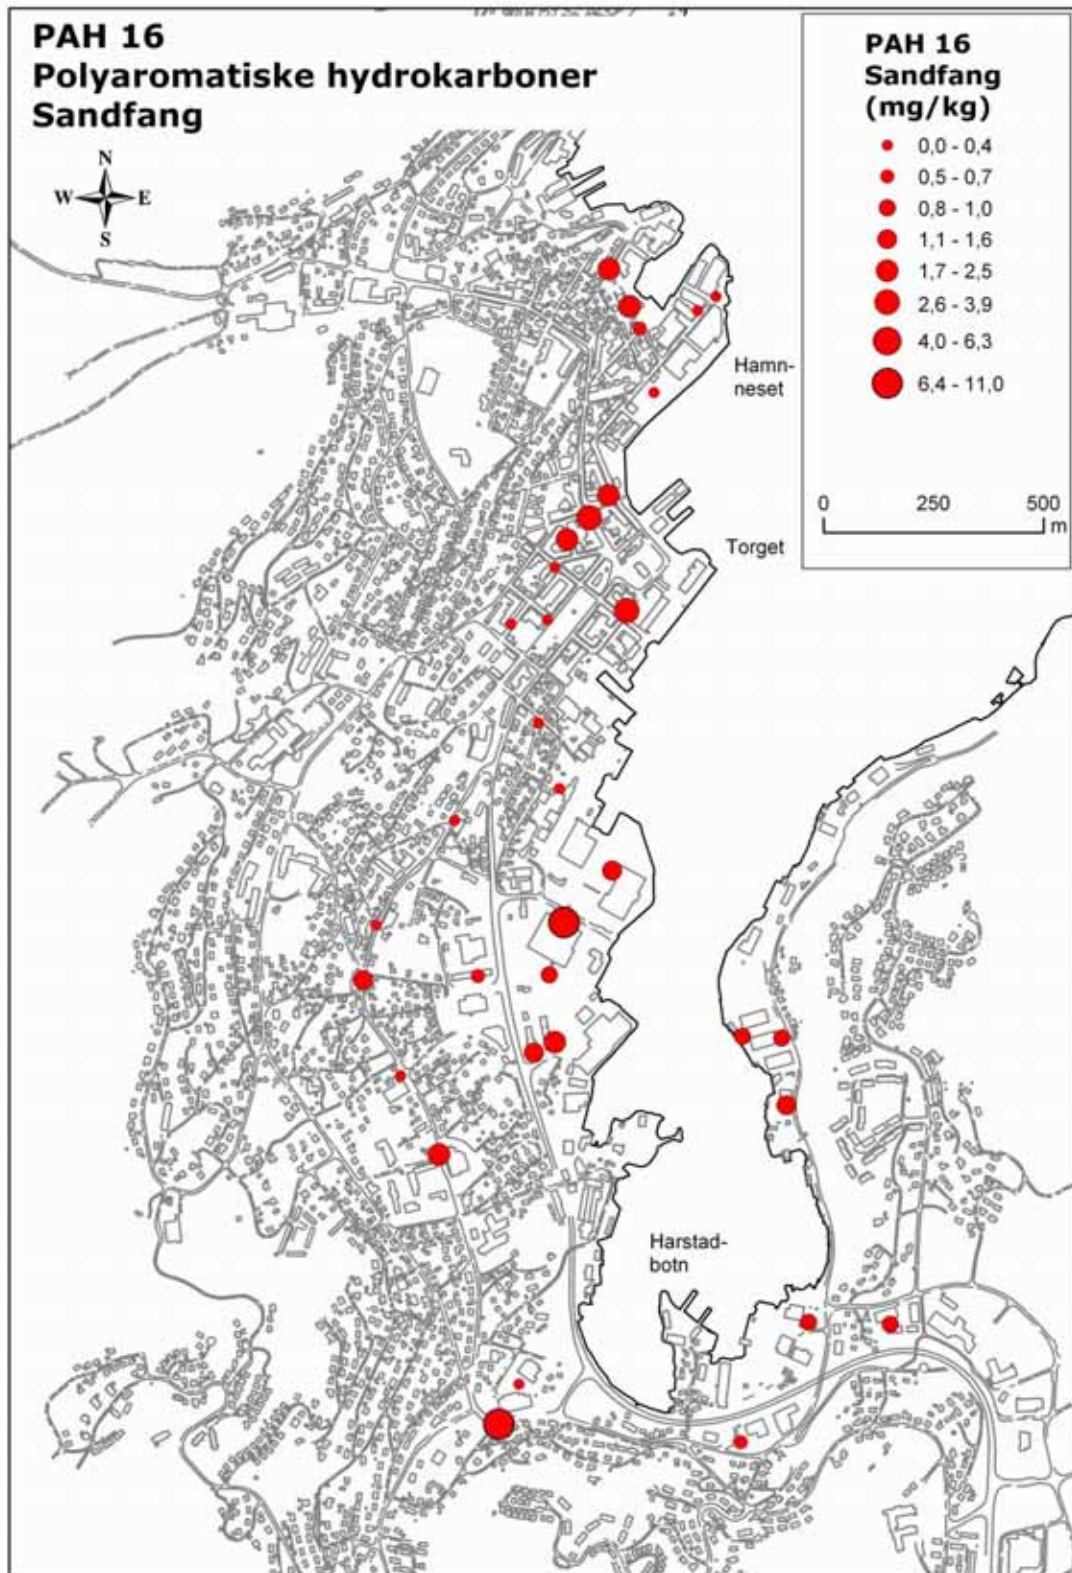 PAH 16
Polyaromatiske hydrokarboner
Sandfang
N
W E
S
PAH 16
Sandfang
(mg/kg)
0,0 - 0,4
0,5 - 0,7
0,8 - 1,0
1,1 - 1,6
1,7 - 2,5
2,6 - 3,9
4,0 - 6,3
6,4 - 11,0
0 250 500
m
Hamn-
neset
Torget
Harstad-
botn